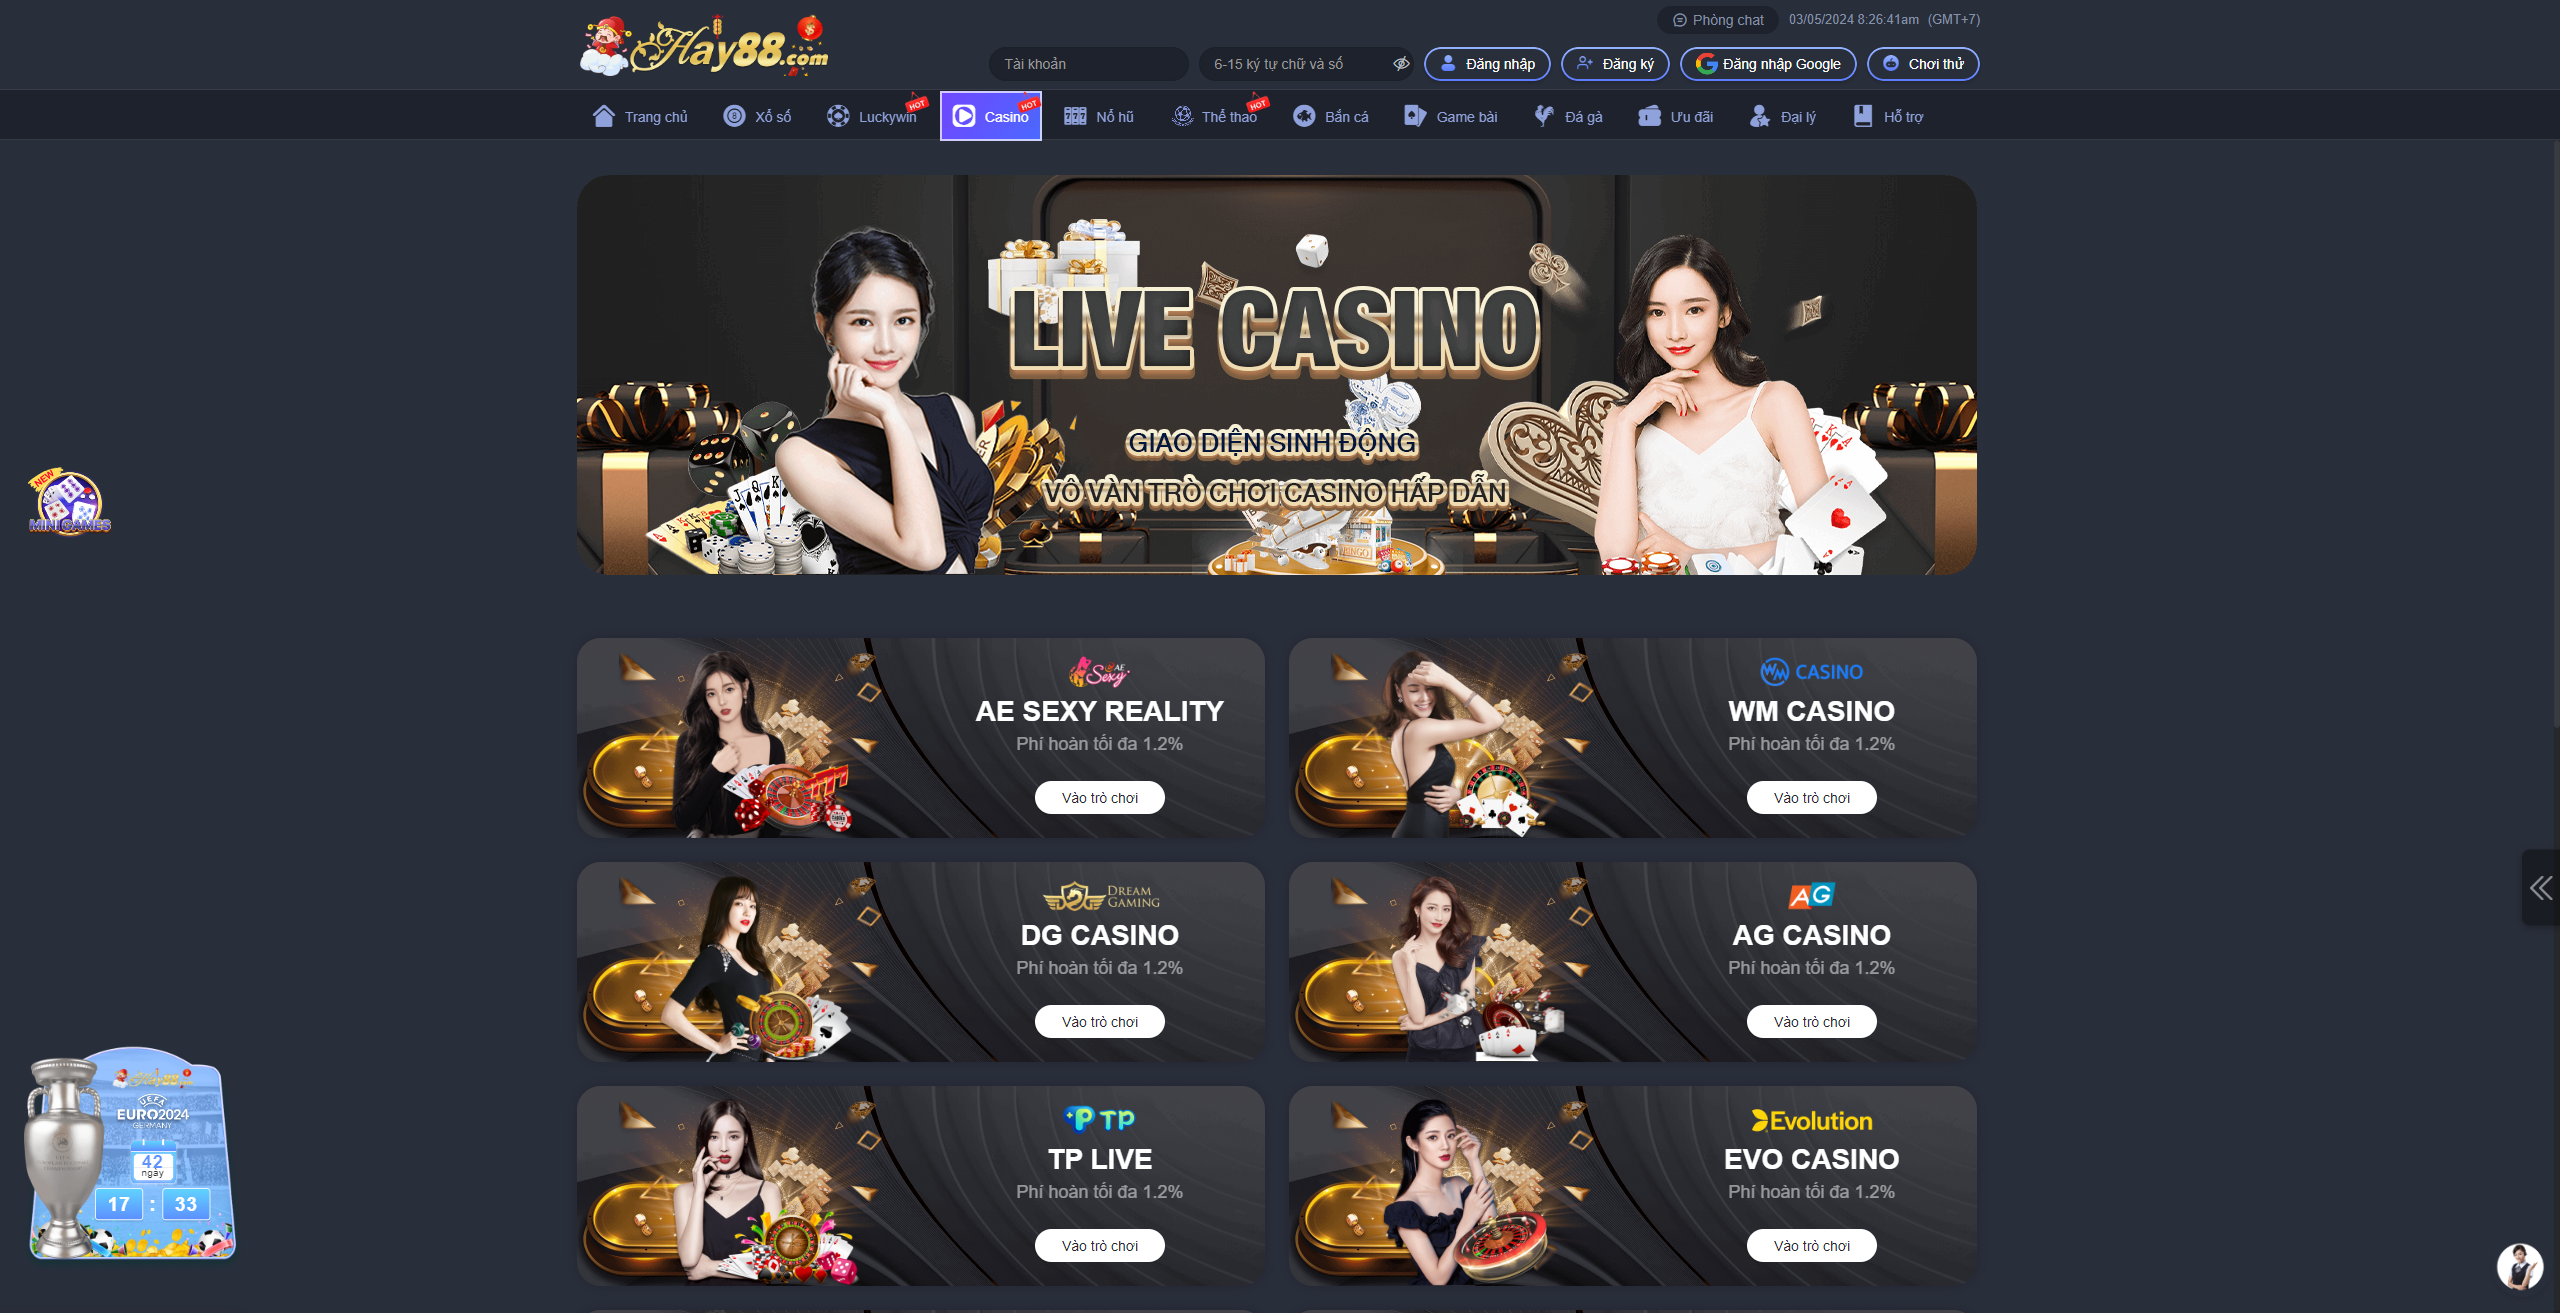 Hay88.com
Phòng chat
03/05/2024 8:26:41am (GMT+7)
Tài khoản
6-15 ký tự chữ và số
Đăng nhập
Đăng ký
Đăng nhập Google
Chơi thử
Trang chủ
Xổ số
Luckywin
HOT
Casino
HOT
Nổ hũ
Thể thao
HOT
Bắn cá
Game bài
Đá gà
Ưu đãi
Đại lý
Hỗ trợ
LIVE CASINO
GIAO DIỆN SINH ĐỘNG
VÔ VÀN TRÒ CHƠI CASINO HẤP DẪN
BINGO
NEW
MINI GAMES
AE
Sexy
AE SEXY REALITY
Phí hoàn tối đa 1.2%
Vào trò chơi
WM CASINO
WM CASINO
Phí hoàn tối đa 1.2%
Vào trò chơi
DREAM
GAMING
DG CASINO
Phí hoàn tối đa 1.2%
Vào trò chơi
AG
AG CASINO
Phí hoàn tối đa 1.2%
Vào trò chơi
TP
TP LIVE
Phí hoàn tối đa 1.2%
Vào trò chơi
Evolution
EVO CASINO
Phí hoàn tối đa 1.2%
Vào trò chơi
Hay88
UEFA
EURO2024
GERMANY
42
ngày
17 : 33